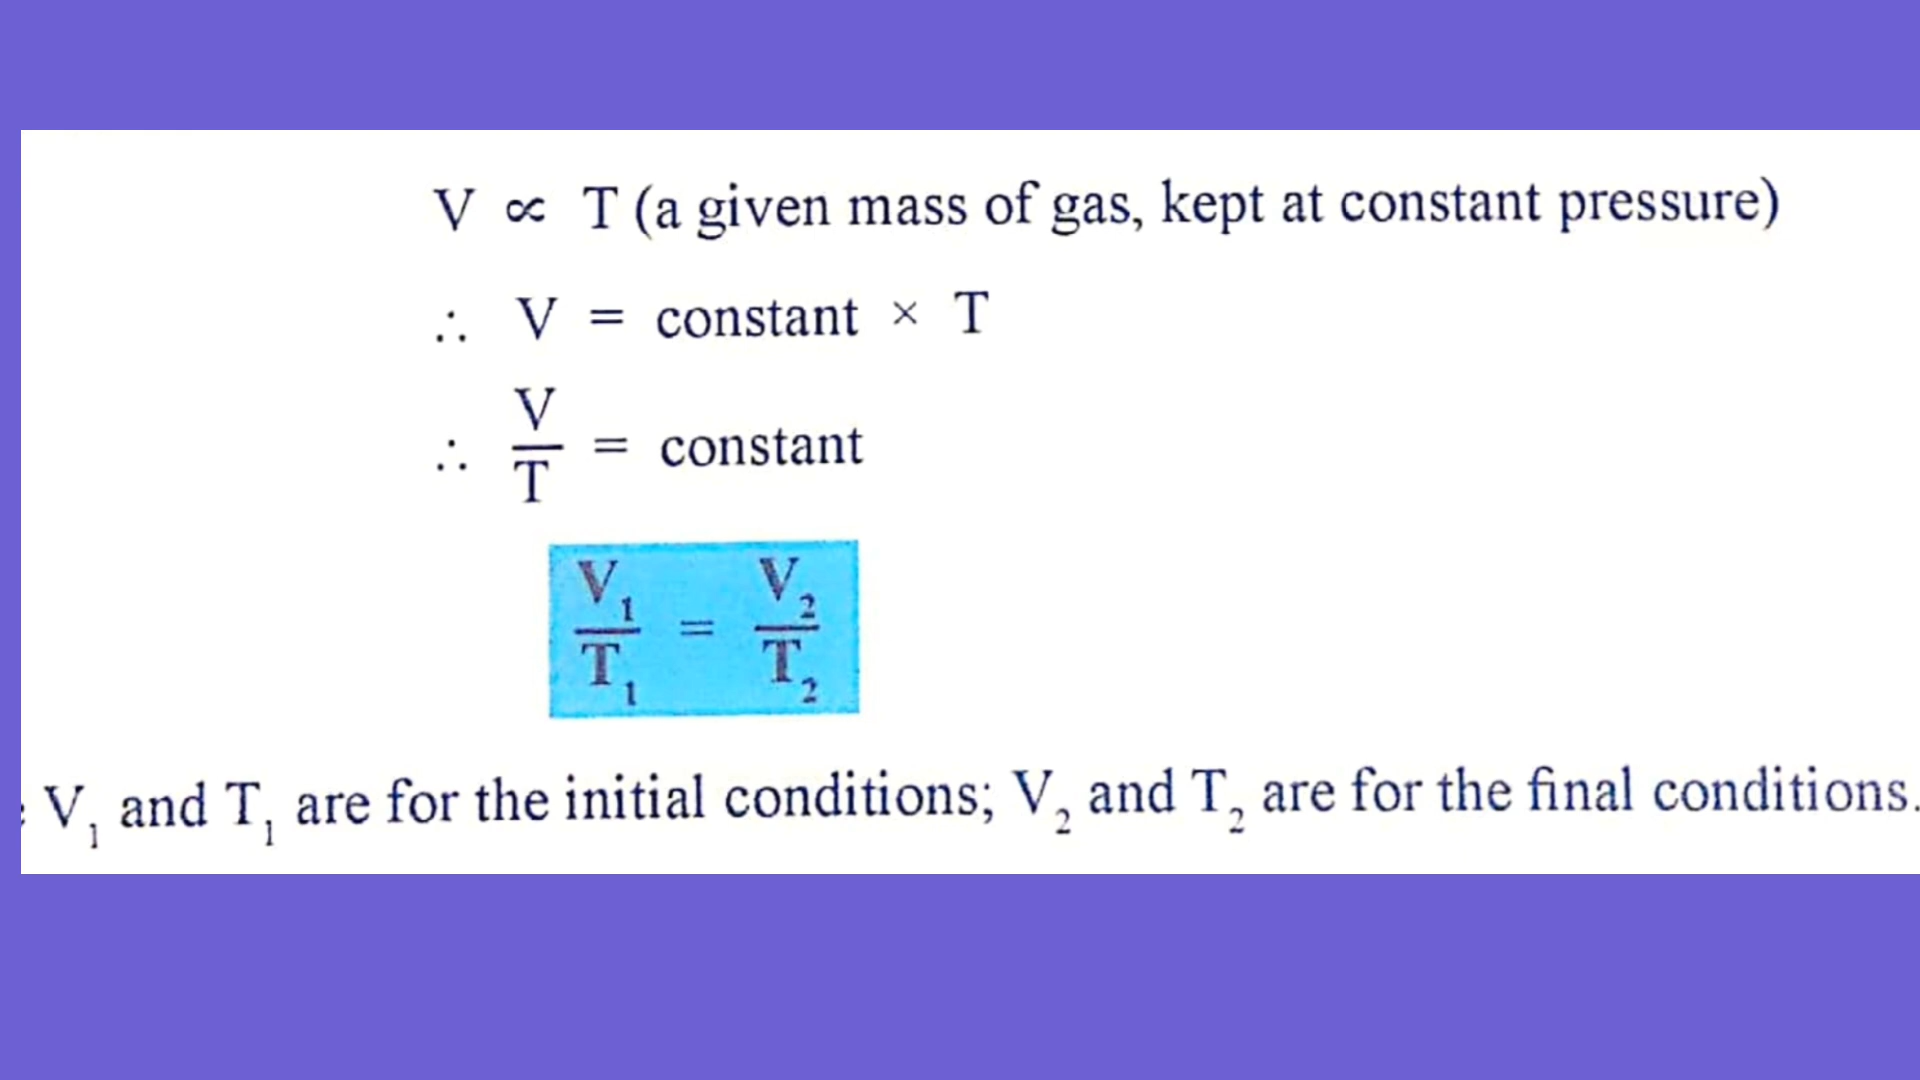 V ∝ T (a given mass of gas, kept at constant pressure)
∴ V = constant × T
∴ V/T = constant
V₁/T₁ = V₂/T₂
V₁ and T₁ are for the initial conditions; V₂ and T₂ are for the final conditions.